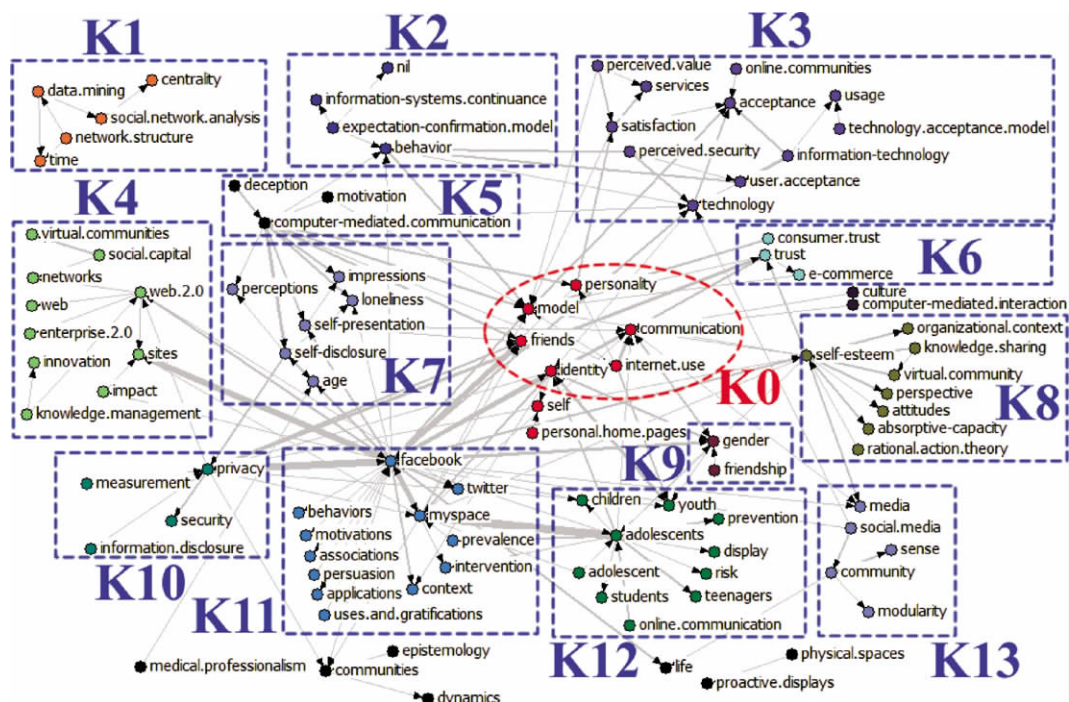 K1
data.mining
centrality
social.network.analysis
network.structure
time
K2
nil
information-systems.continuance
expectation-confirmation.model
behavior
K3
perceived.value
online.communities
services
acceptance
usage
satisfaction
technology.acceptance.model
perceived.security
information-technology
user.acceptance
technology
K4
virtual.communities
social.capital
networks
web.2.0
web
enterprise.2.0
innovation
sites
impact
knowledge.management
K5
deception
motivation
computer-mediated.communication
K6
consumer.trust
trust
e-commerce
culture
computer-mediated.interaction
K7
perceptions
impressions
loneliness
self-presentation
self-disclosure
age
K0
personality
model
communication
friends
identity
internet.use
self
personal.home.pages
K8
organizational.context
self-esteem
knowledge.sharing
virtual.community
perspective
attitudes
absorptive-capacity
rational.action.theory
K9
gender
friendship
K10
privacy
measurement
security
information.disclosure
K11
facebook
twitter
behaviors
myspace
motivations
prevalence
associations
intervention
persuasion
applications
context
uses.and.gratifications
K12
children
youth
prevention
adolescents
display
adolescent
risk
students
teenagers
online.communication
K13
media
social.media
sense
community
modularity
medical.professionalism
epistemology
communities
dynamics
life
physical.spaces
proactive.displays